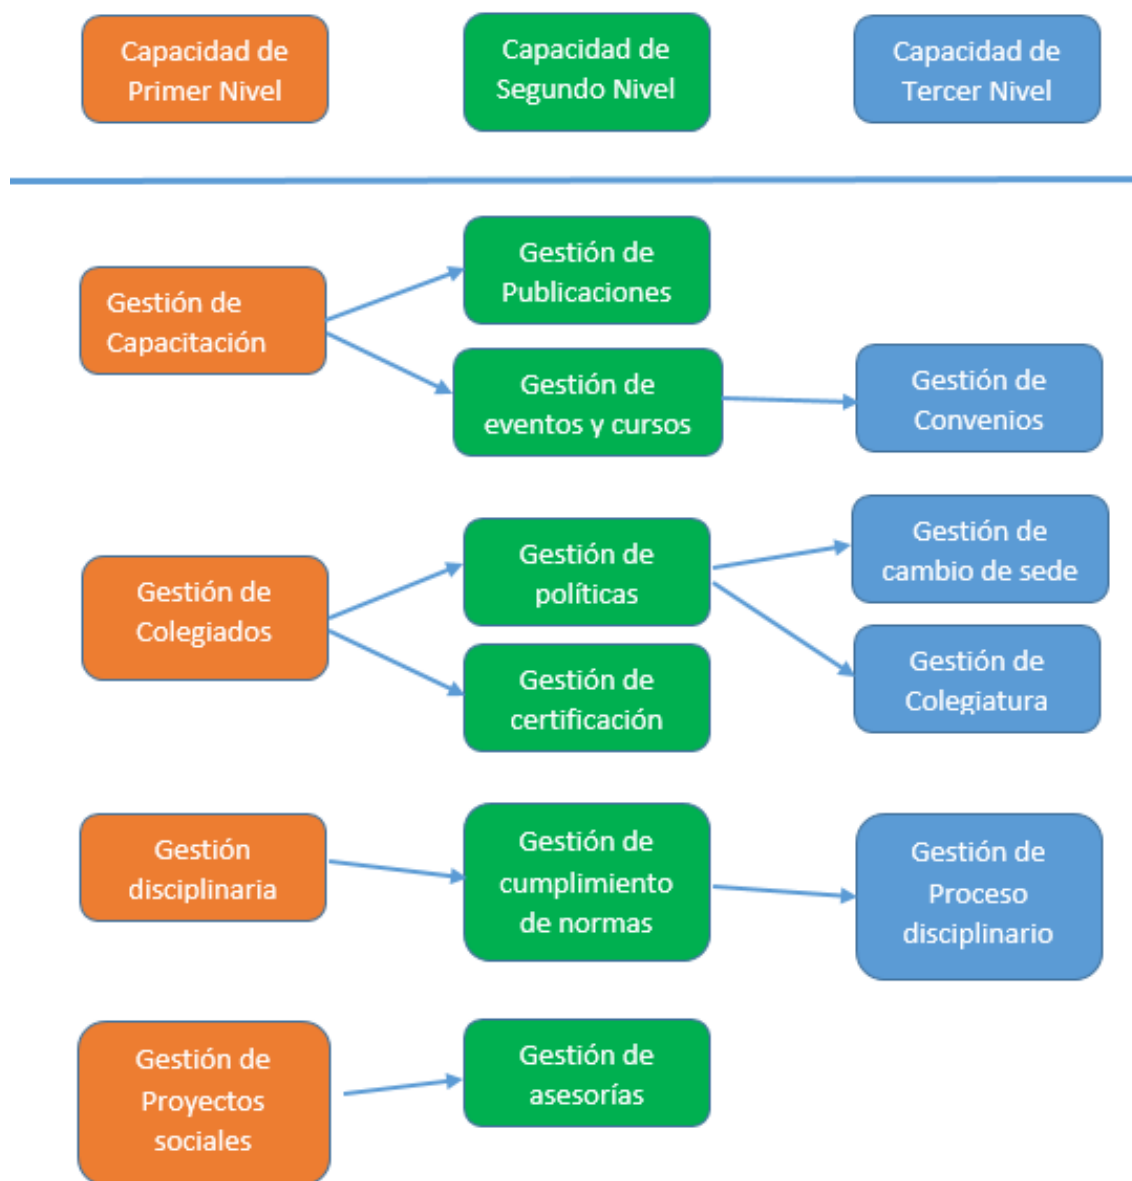 Capacidad de
Primer Nivel
Capacidad de
Segundo Nivel
Capacidad de
Tercer Nivel
Gestión de
Capacitación
Gestión de
Publicaciones
Gestión de
eventos y cursos
Gestión de
Convenios
Gestión de
Colegiados
Gestión de
políticas
Gestión de
certificación
Gestión de
cambio de sede
Gestión de
Colegiatura
Gestión
disciplinaria
Gestión de
cumplimiento
de normas
Gestión de
Proceso
disciplinario
Gestión de
Proyectos
sociales
Gestión de
asesorías